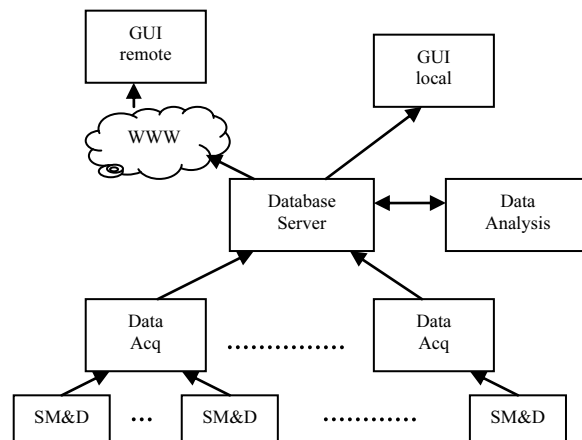 GUI
remote
GUI
local
WWW
Database
Server
Data
Analysis
Data
Acq
...............
Data
Acq
SM&D
...
SM&D
............
SM&D